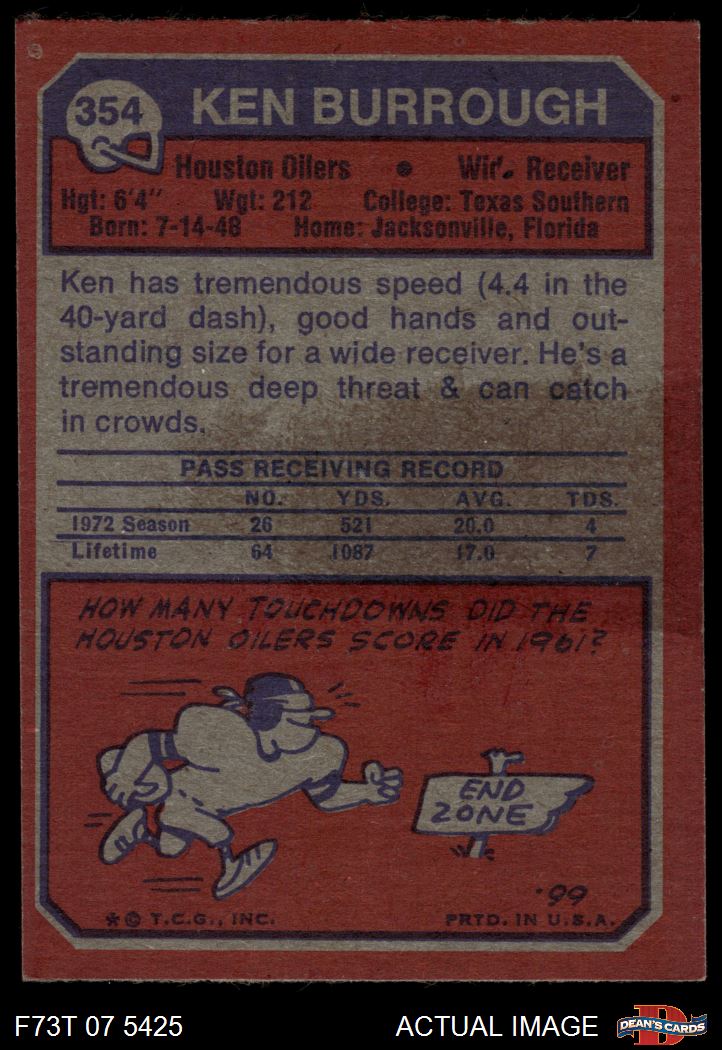 354 KEN BURROUGH
Houston Oilers • Receiver
Hgt: 6'4" Wgt: 212 College: Texas Southern
Born: 7-14-48 Home: Jacksonville, Florida
Ken has tremendous speed (4.4 in the
40-yard dash), good hands and out-
standing size for a wide receiver. He's a
tremendous deep threat & can catch
in crowds.
PASS RECEIVING RECORD
NO. YDS. AVG. TDS.
1972 Season 26 521 20.0 4
Lifetime 64 1087 17.0 7
HOW MANY TOUCHDOWNS DID THE
HOUSTON OILERS SCORE IN 1961?
END
ZONE
·99
* © T.C.G., INC. PRTD. IN U.S.A.
F73T 07 5425 ACTUAL IMAGE D
DEAN'S CARDS